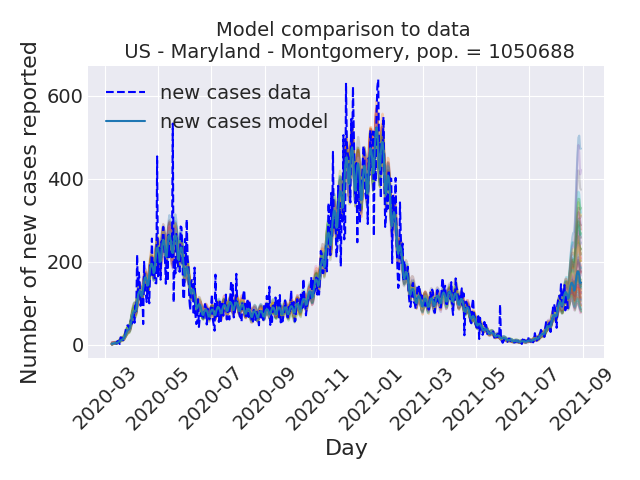 Model comparison to data
US - Maryland - Montgomery, pop. = 1050688
Number of new cases reported
600
400
200
0
new cases data
new cases model
2020-03
2020-05
2020-07
2020-09
2020-11
2021-01
2021-03
2021-05
2021-07
2021-09
Day